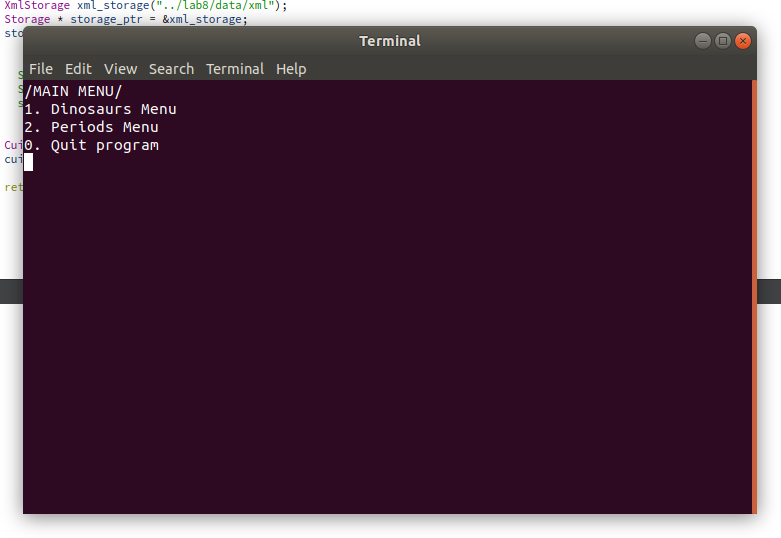 XmlStorage xml_storage("../lab8/data/xml");
Storage * storage_ptr = &xml_storage;
Terminal
File Edit View Search Terminal Help
/MAIN MENU/
1. Dinosaurs Menu
2. Periods Menu
0. Quit program